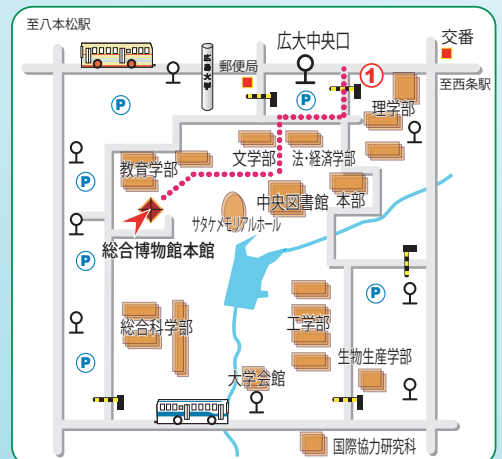 至八本松駅
広大中央口
交番
広島大学
郵便局
①
至西条駅
P
P
理学部
文学部
法・経済学部
教育学部
P
中央図書館
本部
サタケメモリアルホール
総合博物館本館
P
P
総合科学部
工学部
P
生物生産学部
大学会館
国際協力研究科